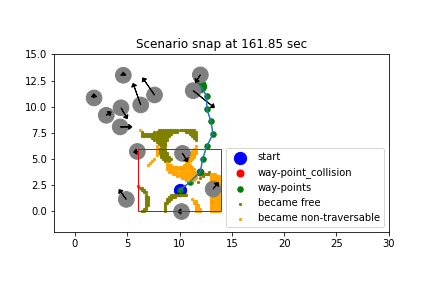 Scenario snap at 161.85 sec
15.0
12.5
10.0
7.5
5.0
2.5
0.0
0 5 10 15 20 25 30
start
way-point_collision
way-points
became free
became non-traversable